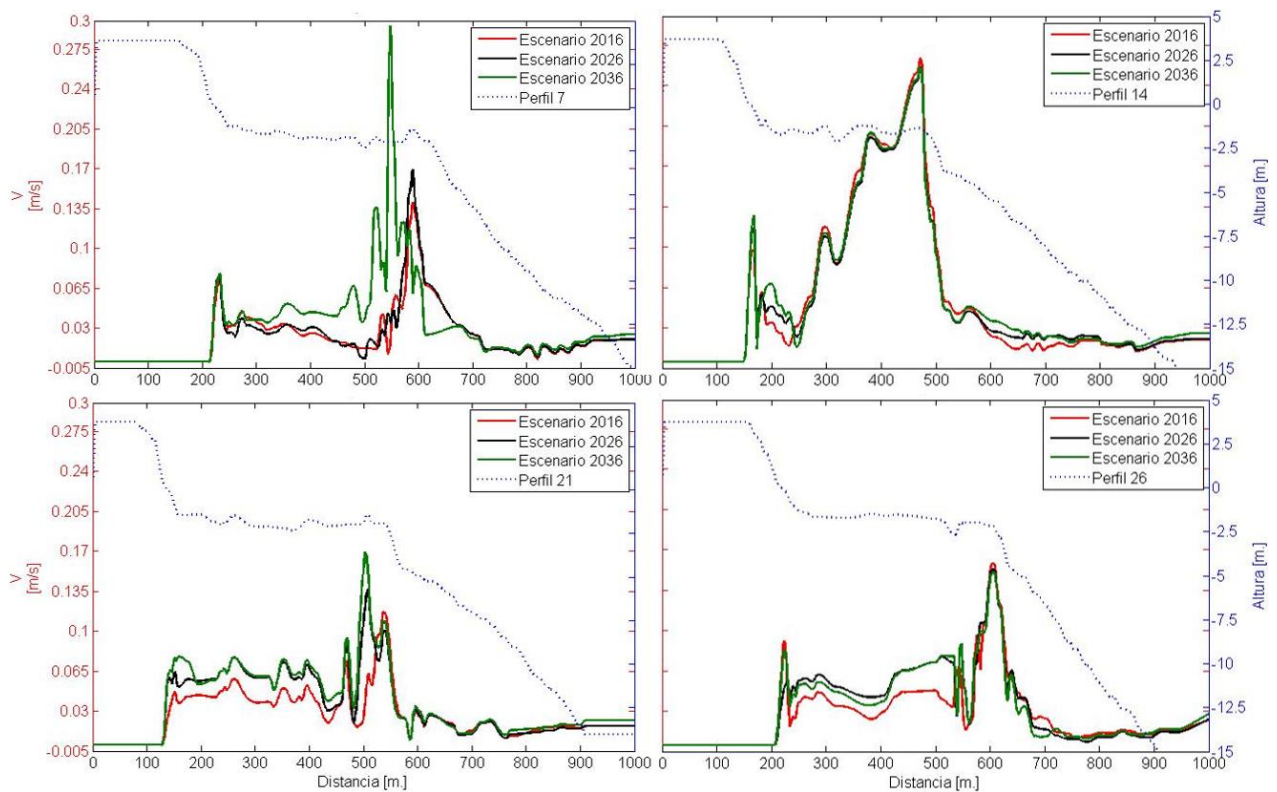 0.3
0.275
0.24
0.205
0.17
0.135
0.1
0.065
0.03
-0.005
V
[m/s]
0 100 200 300 400 500 600 700 800 900 1000
Escenario 2016
Escenario 2026
Escenario 2036
Perfil 7
Escenario 2016
Escenario 2026
Escenario 2036
Perfil 14
5
2.5
0
-2.5
-5
-7.5
-10
-12.5
-15
Altura [m.]
100 200 300 400 500 600 700 800 900 1000
0.3
0.275
0.24
0.205
0.17
0.135
0.1
0.065
0.03
-0.005
V
[m/s]
0 100 200 300 400 500 600 700 800 900 1000
Distancia [m.]
Escenario 2016
Escenario 2026
Escenario 2036
Perfil 21
Escenario 2016
Escenario 2026
Escenario 2036
Perfil 26
5
2.5
0
-2.5
-5
-7.5
-10
-12.5
-15
Altura [m.]
0 100 200 300 400 500 600 700 800 900 1000
Distancia [m.]